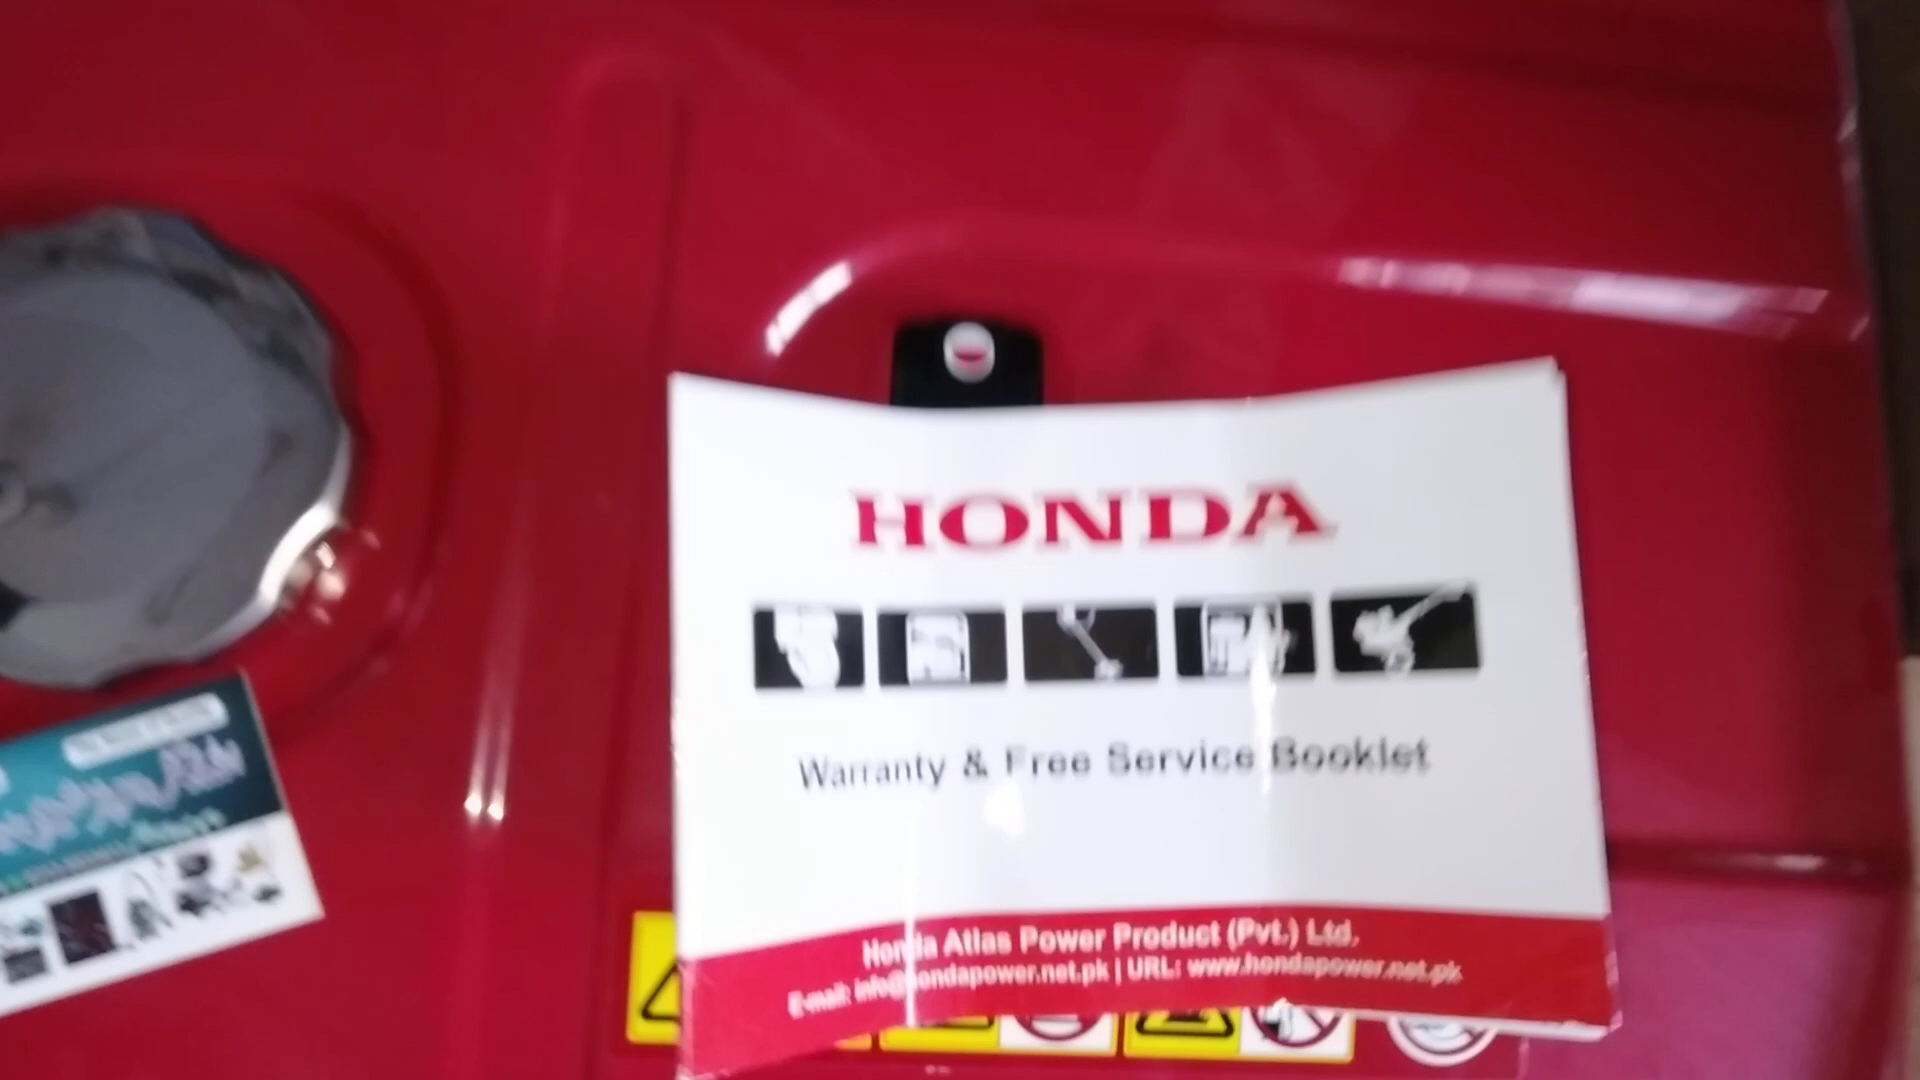 HONDA
Warranty & Free Service Booklet
Honda Atlas Power Product (Pvt.) Ltd.
E-mail: info@hondapower.net.pk | URL: www.hondapower.net.pk